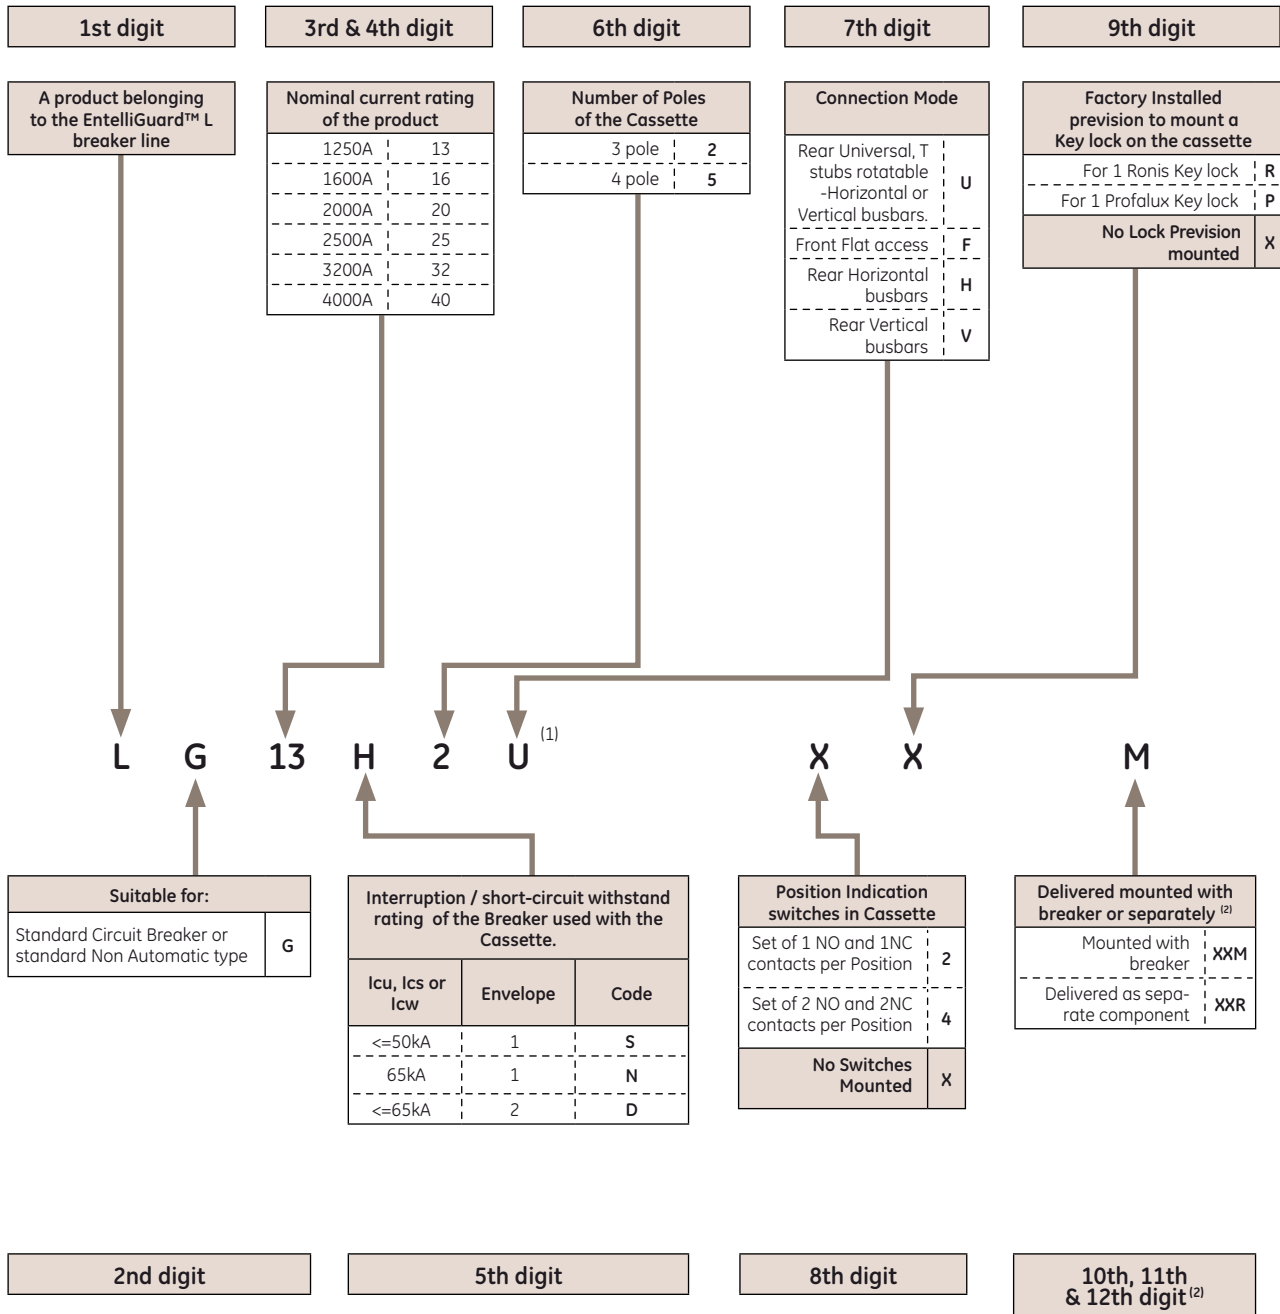 1st digit
3rd & 4th digit
6th digit
7th digit
9th digit
A product belonging
to the EntelliGuard™ L
breaker line
Nominal current rating
of the product
1250A 13
1600A 16
2000A 20
2500A 25
3200A 32
4000A 40
Number of Poles
of the Cassette
3 pole 2
4 pole 5
Connection Mode
Rear Universal, T
stubs rotatable
-Horizontal or
Vertical busbars.
U
Front Flat access F
Rear Horizontal
busbars
H
Rear Vertical
busbars
V
Factory Installed
prevision to mount a
Key lock on the cassette
For 1 Ronis Key lock R
For 1 Profalux Key lock P
No Lock Prevision
mounted
X
L G 13 H 2 U (1) X X M
Suitable for:
Standard Circuit Breaker or
standard Non Automatic type
G
Interruption / short-circuit withstand
rating of the Breaker used with the
Cassette.
Icu, Ics or
Icw
Envelope
Code
<=50kA 1 S
65kA 1 N
<=65kA 2 D
Position Indication
switches in Cassette
Set of 1 NO and 1NC
contacts per Position
2
Set of 2 NO and 2NC
contacts per Position
4
No Switches
Mounted
X
Delivered mounted with
breaker or separately (2)
Mounted with
breaker
XXM
Delivered as sepa-
rate component
XXR
2nd digit
5th digit
8th digit
10th, 11th
& 12th digit (2)